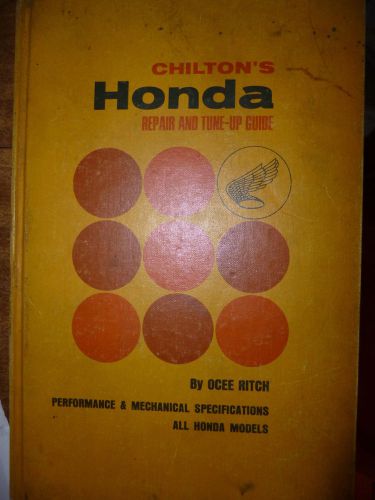 CHILTON'S
Honda
REPAIR AND TUNE-UP GUIDE
By OCEE RITCH
PERFORMANCE & MECHANICAL SPECIFICATIONS
ALL HONDA MODELS